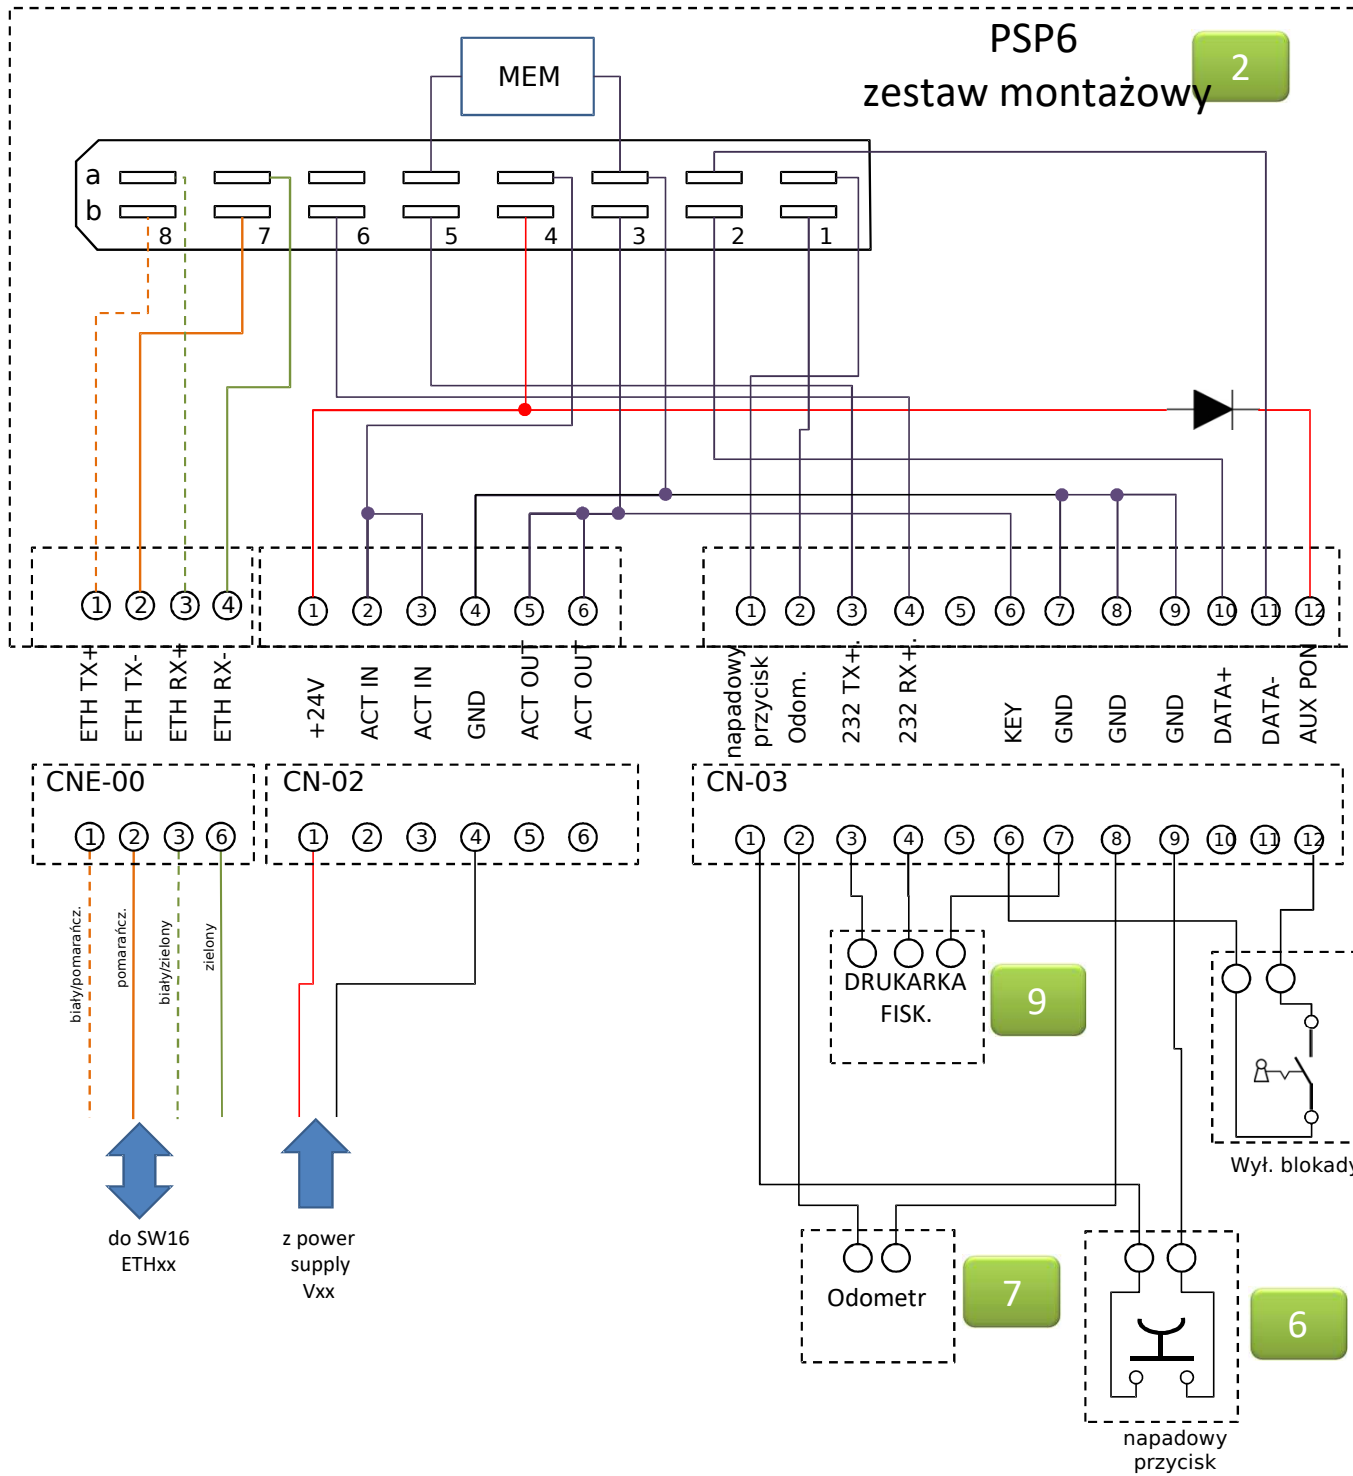 PSP6
zestaw montażowy
2
MEM
a
b
8 7 6 5 4 3 2 1
1 2 3 4
1 2 3 4 5 6
1 2 3 4 5 6 7 8 9 10 11 12
ETH TX+
ETH TX-
ETH RX+
ETH RX-
+24V
ACT IN
ACT IN
GND
ACT OUT
ACT OUT
napadowy
przycisk
Odom.
232 TX+.
232 RX+.
KEY
GND
GND
GND
DATA+
DATA-
AUX PON
CNE-00
1 2 3 6
CN-02
1 2 3 4 5 6
CN-03
1 2 3 4 5 6 7 8 9 10 11 12
biały/pomarańcz.
pomarańcz.
biały/zielony
zielony
DRUKARKA
FISK.
9
Wył. blokady
do SW16
ETHxx
z power
supply
Vxx
Odometr
7
6
napadowy
przycisk